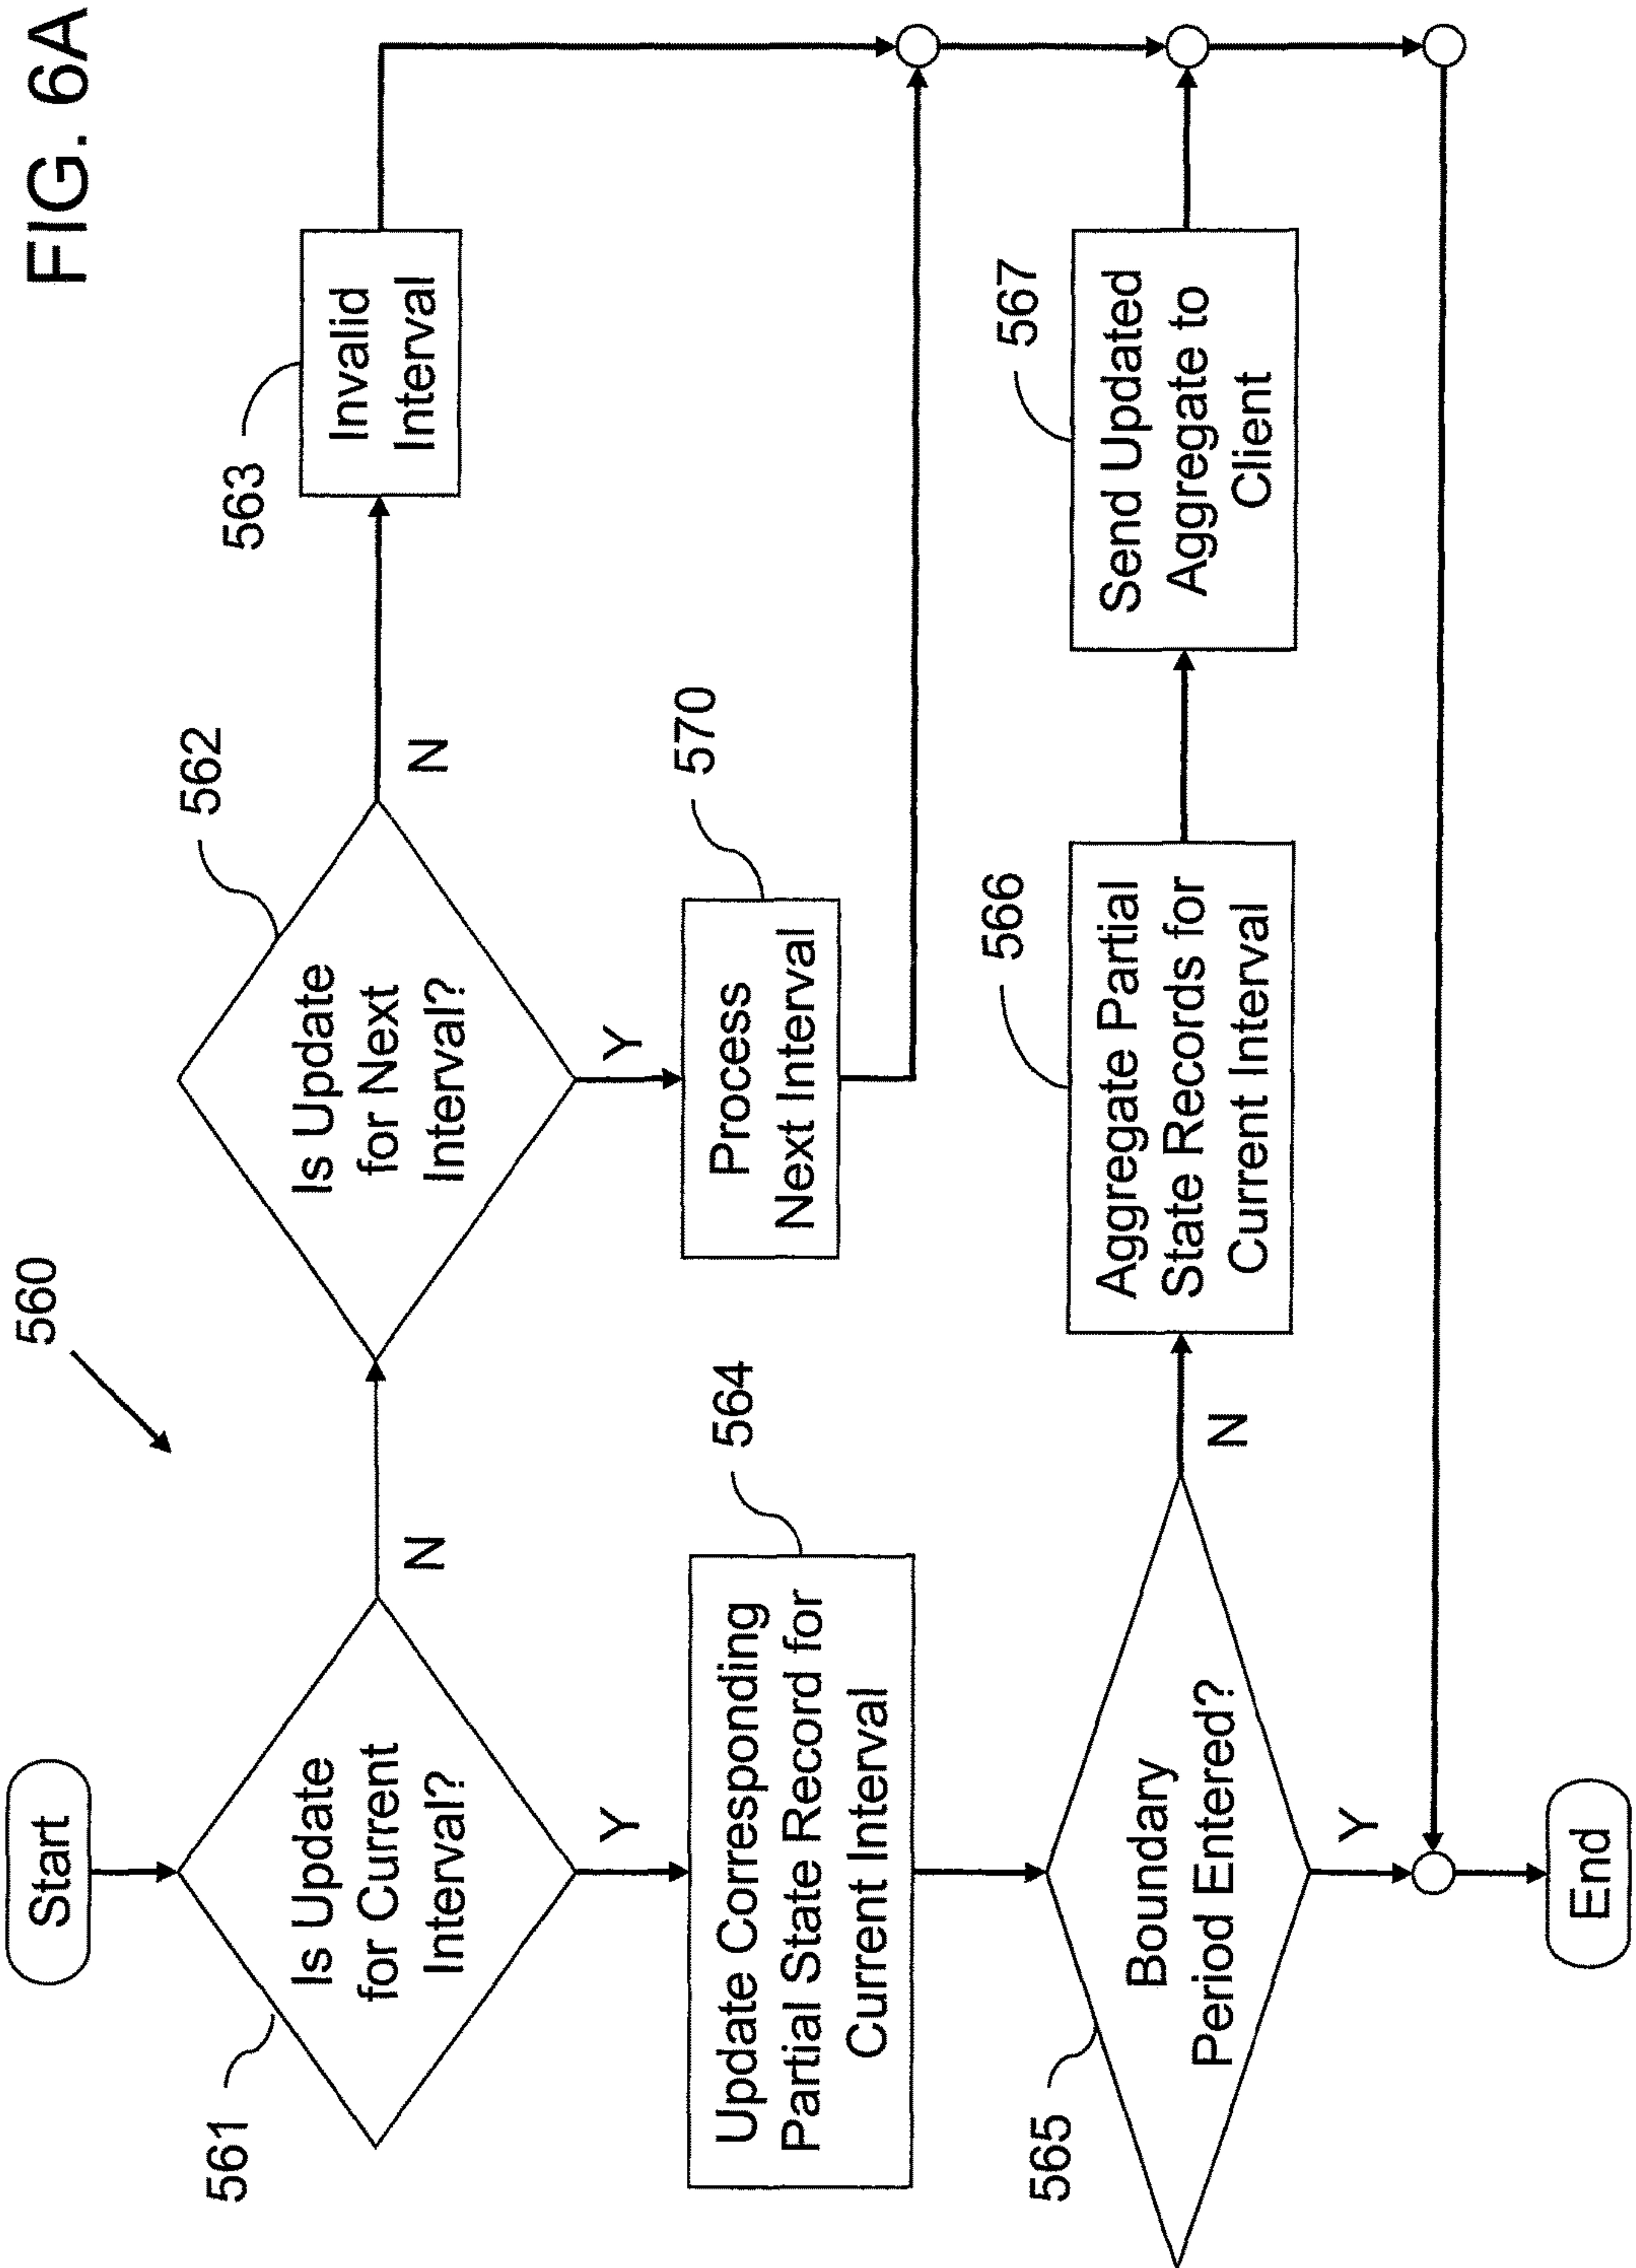 FIG. 6A
560
Start
561
Is Update
for Current
Interval?
N
Y
562
Is Update
for Next
Interval?
N
Y
563
Invalid
Interval
564
Update Corresponding
Partial State Record for
Current Interval
570
Process
Next Interval
565
Boundary
Period Entered?
N
Y
566
Aggregate Partial
State Records for
Current Interval
567
Send Updated
Aggregate to
Client
End